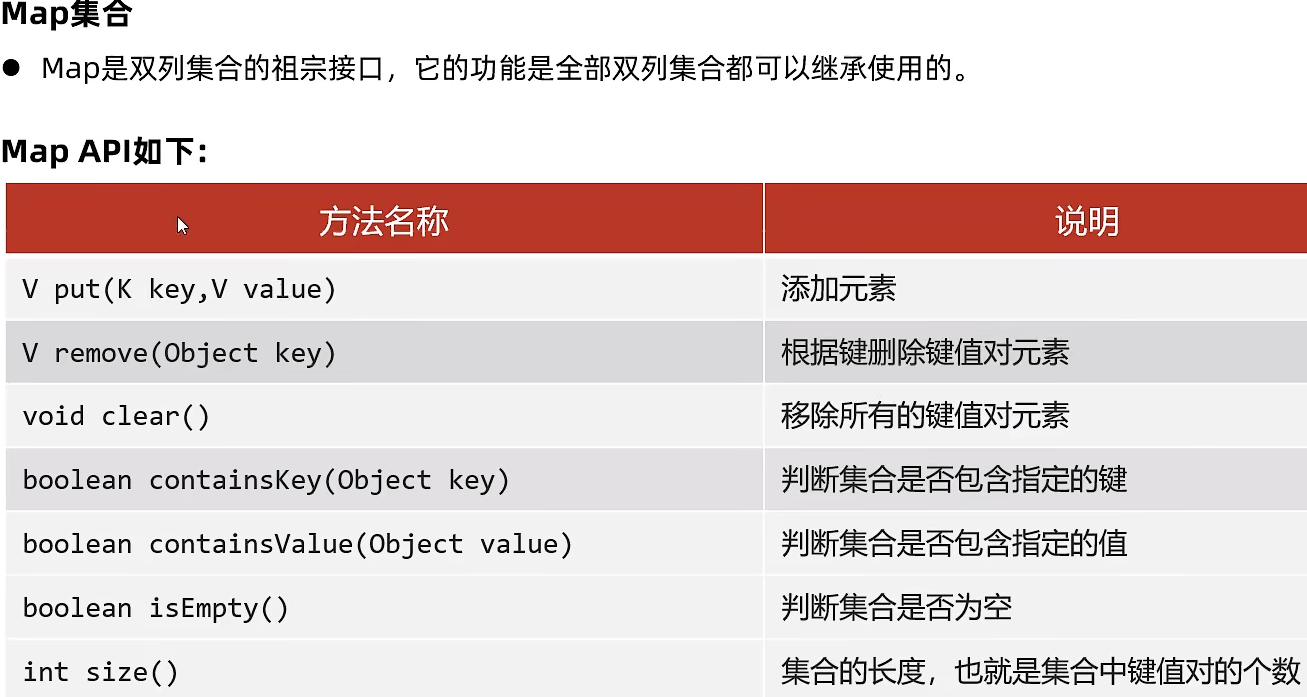 Map集合
● Map是双列集合的祖宗接口，它的功能是全部双列集合都可以继承使用的。
Map API如下：
方法名称 说明
V put(K key,V value) 添加元素
V remove(Object key) 根据键删除键值对元素
void clear() 移除所有的键值对元素
boolean containsKey(Object key) 判断集合是否包含指定的键
boolean containsValue(Object value) 判断集合是否包含指定的值
boolean isEmpty() 判断集合是否为空
int size() 集合的长度，也就是集合中键值对的个数